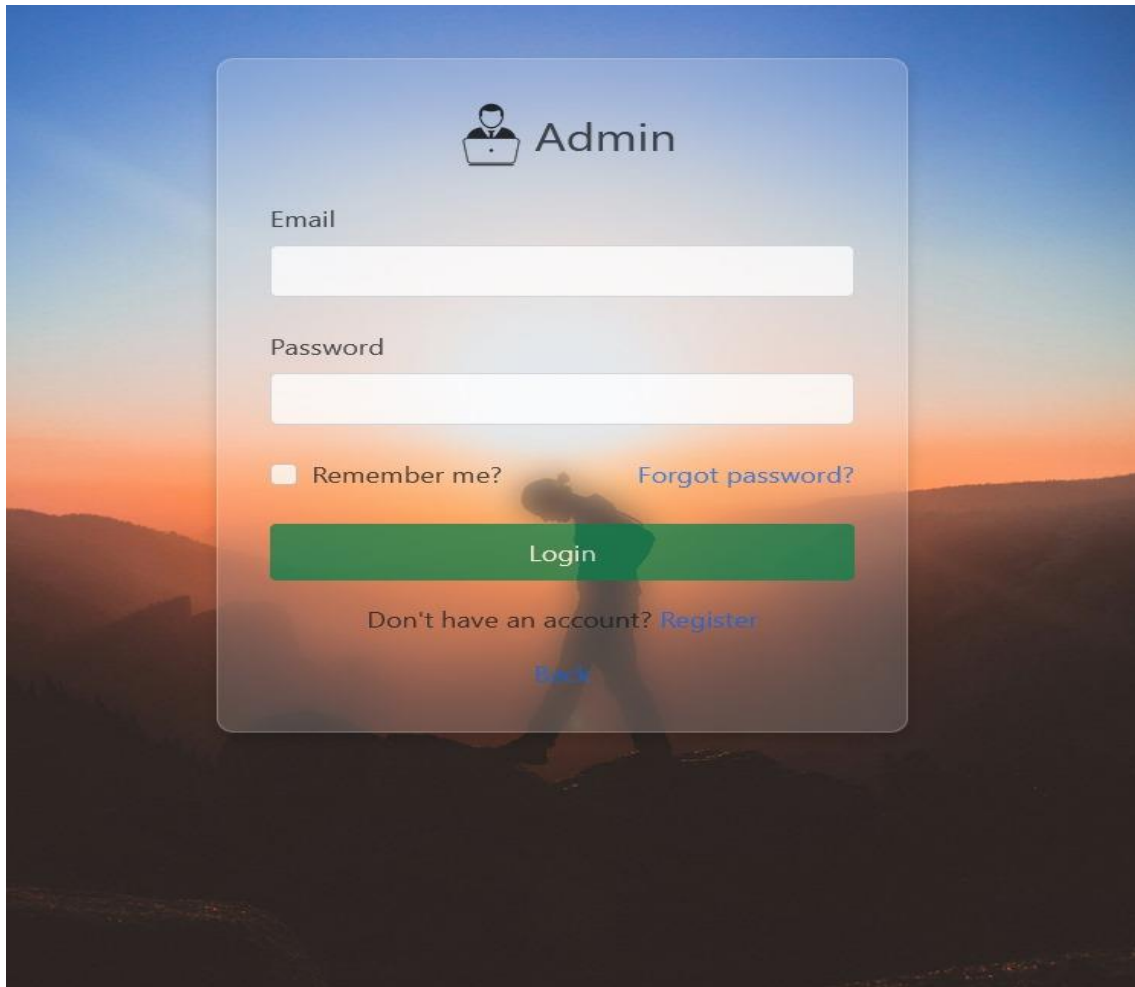 Admin
Email
Password
Remember me? Forgot password?
Login
Don't have an account? Register
Back